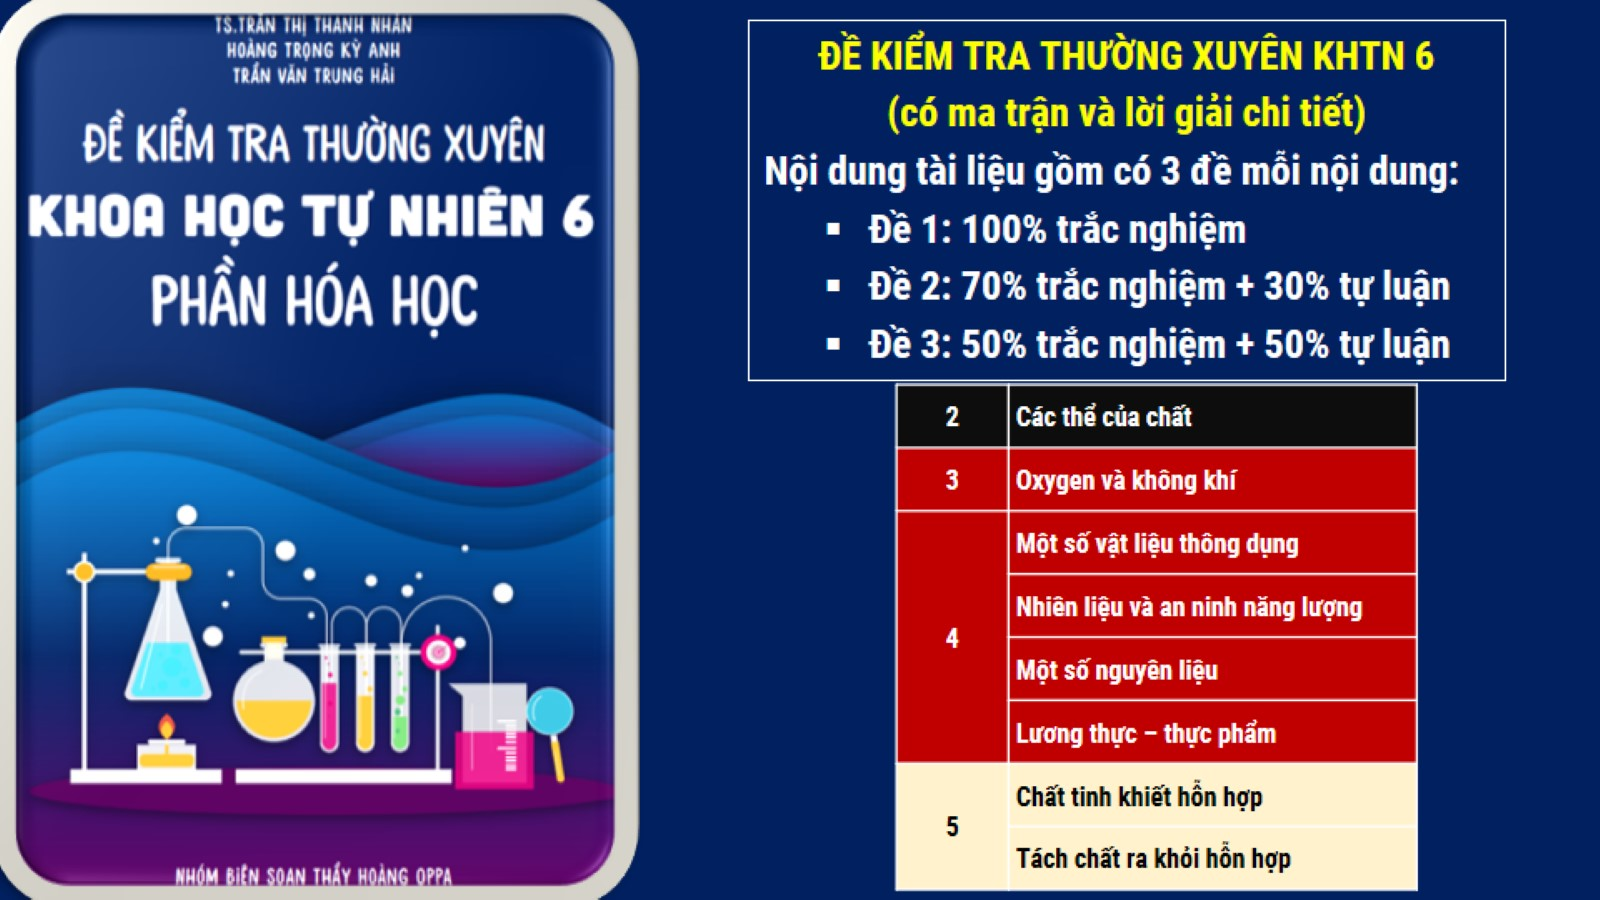 TS.TRẦN THỊ THANH NHÀN
HOÀNG TRỌNG KỲ ANH
TRẦN VĂN TRUNG HẢI
ĐỀ KIỂM TRA THƯỜNG XUYÊN
KHOA HỌC TỰ NHIÊN 6
PHẦN HÓA HỌC
NHÓM BIÊN SOẠN THẦY HOÀNG OPPA
ĐỀ KIỂM TRA THƯỜNG XUYÊN KHTN 6
(có ma trận và lời giải chi tiết)
Nội dung tài liệu gồm có 3 đề mỗi nội dung:
▪ Đề 1: 100% trắc nghiệm
▪ Đề 2: 70% trắc nghiệm + 30% tự luận
▪ Đề 3: 50% trắc nghiệm + 50% tự luận
2 Các thể của chất
3 Oxygen và không khí
4 Một số vật liệu thông dụng
Nhiên liệu và an ninh năng lượng
Một số nguyên liệu
Lương thực – thực phẩm
5 Chất tinh khiết hỗn hợp
Tách chất ra khỏi hỗn hợp